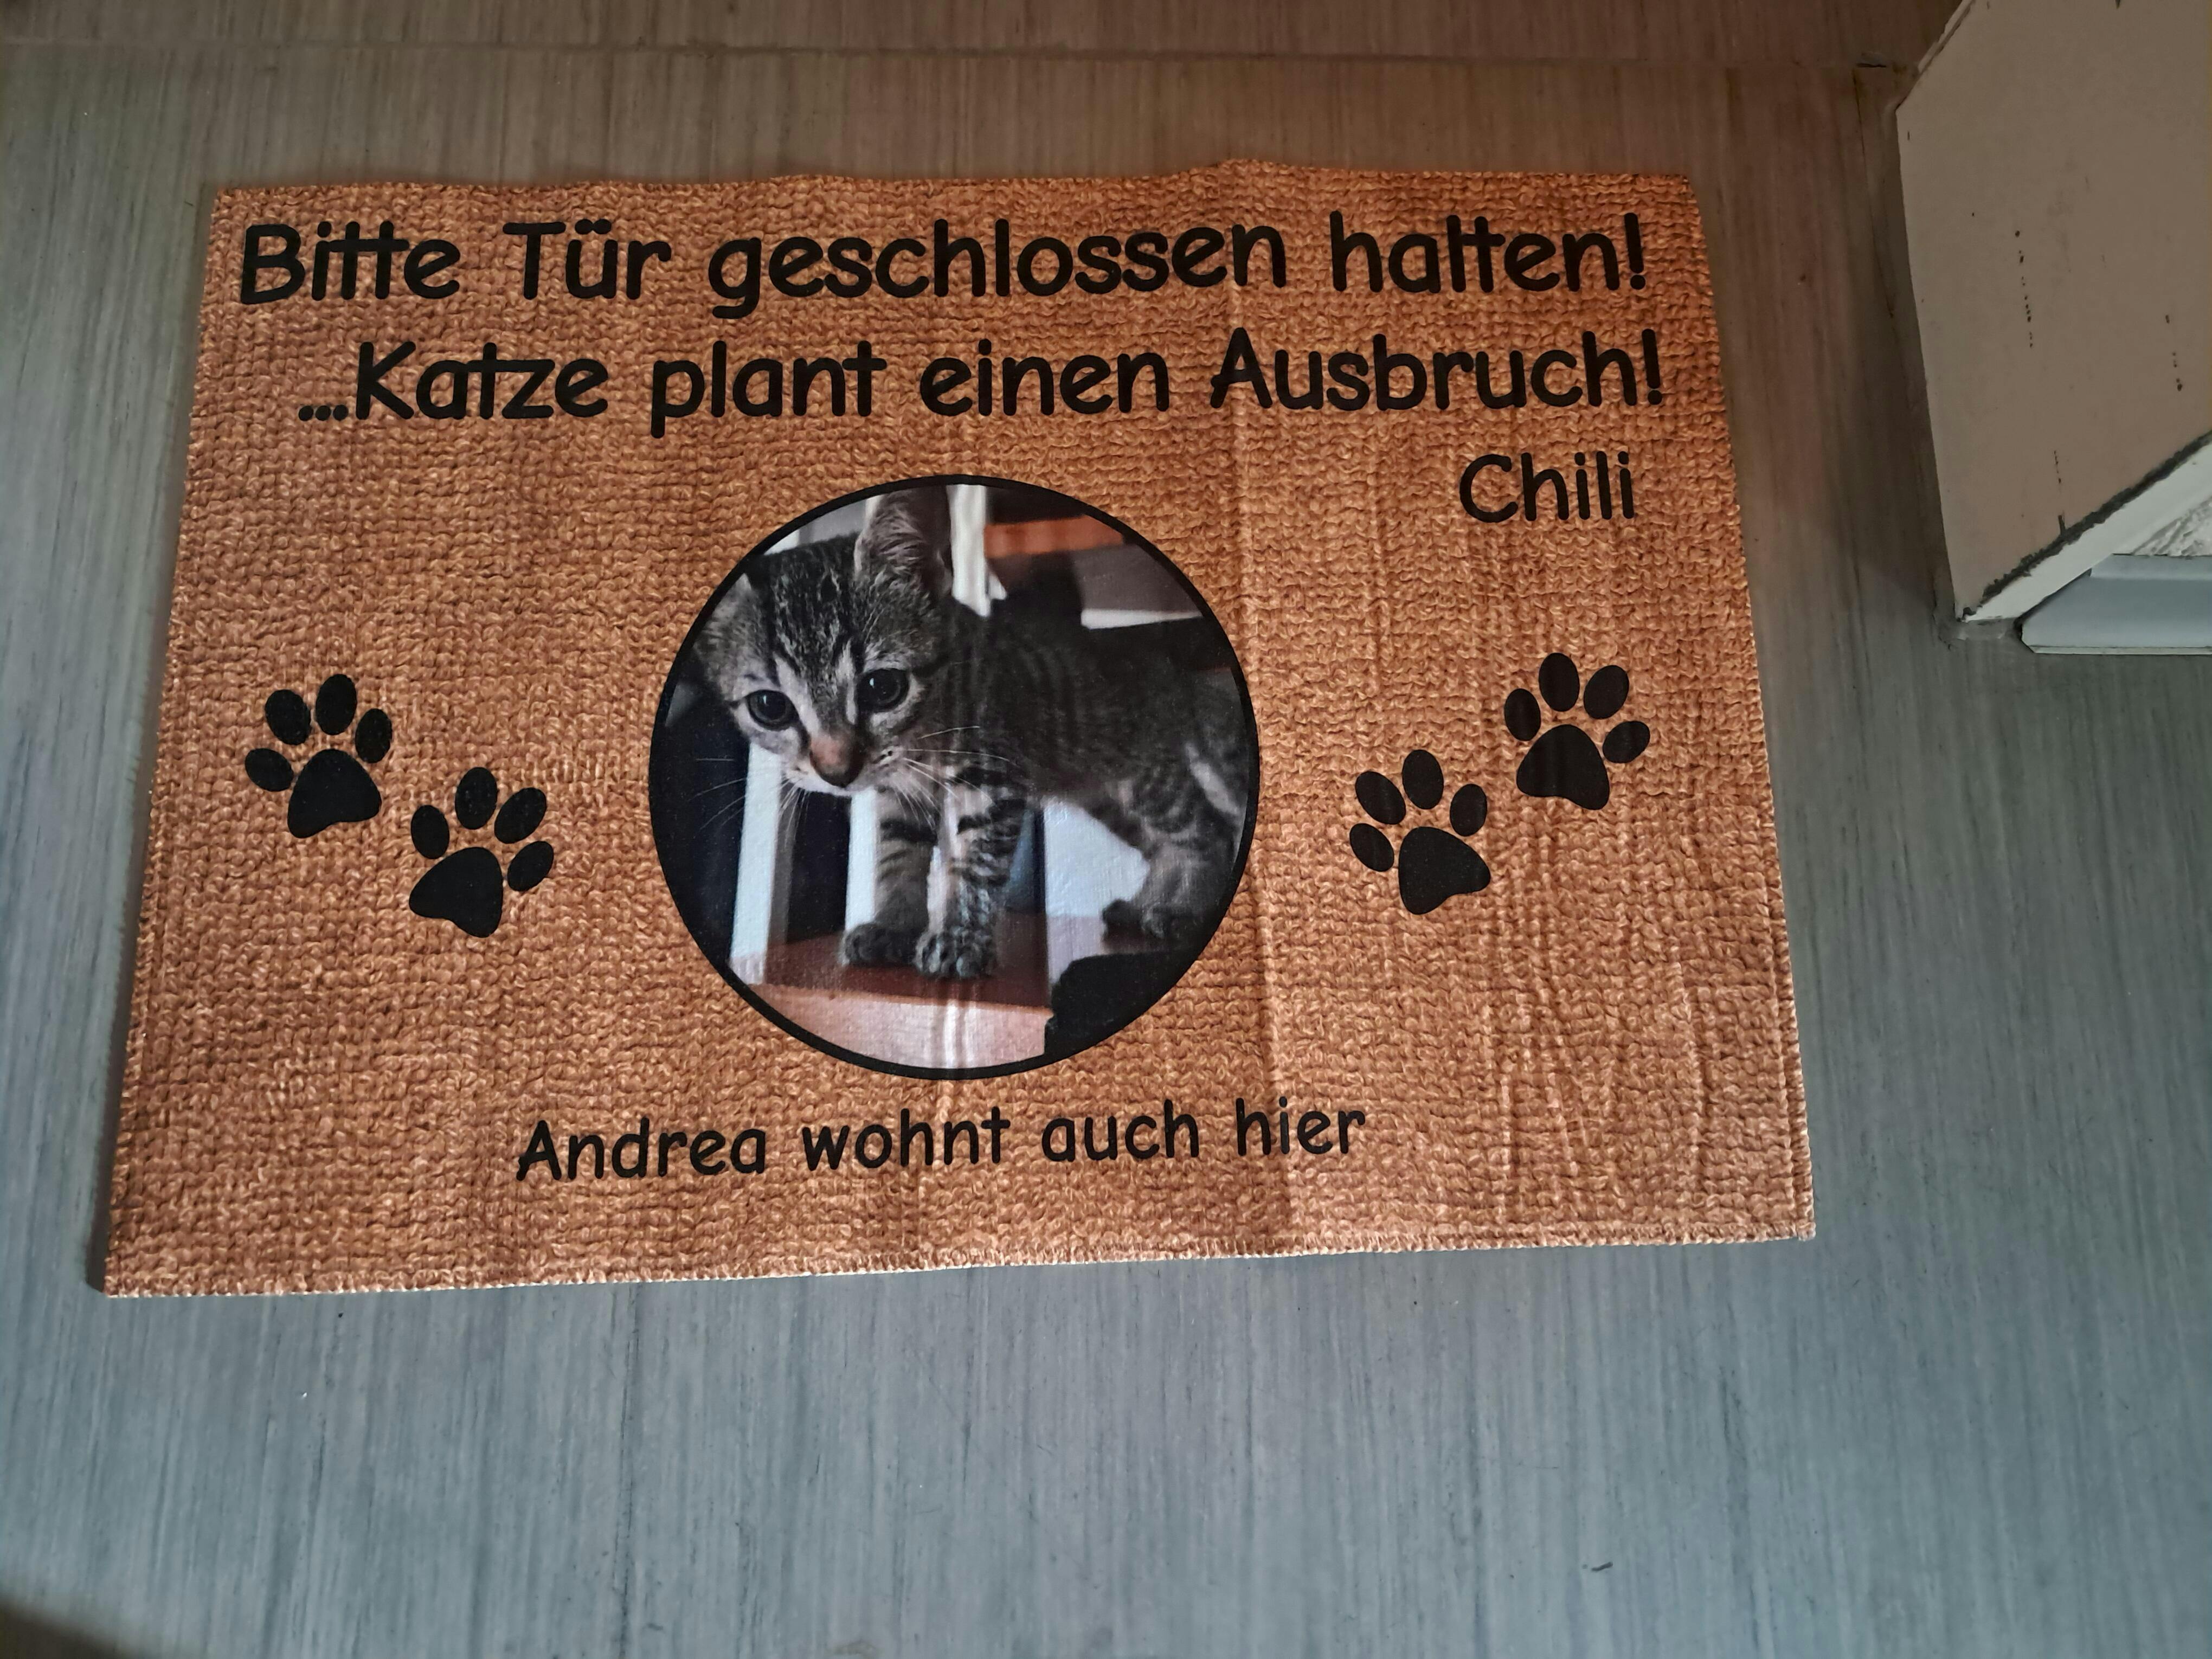 Bitte Tür geschlossen halten!
...Katze plant einen Ausbruch!
Chili
Andrea wohnt auch hier